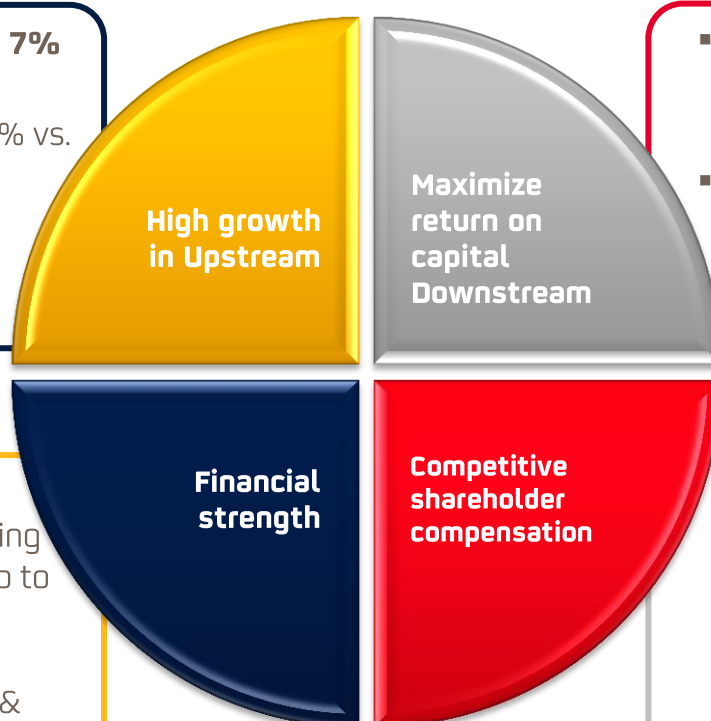 7%
% vs.
High growth
in Upstream
Maximize
return on
capital
Downstream
Financial
strength
Competitive
shareholder
compensation
ing
to
&